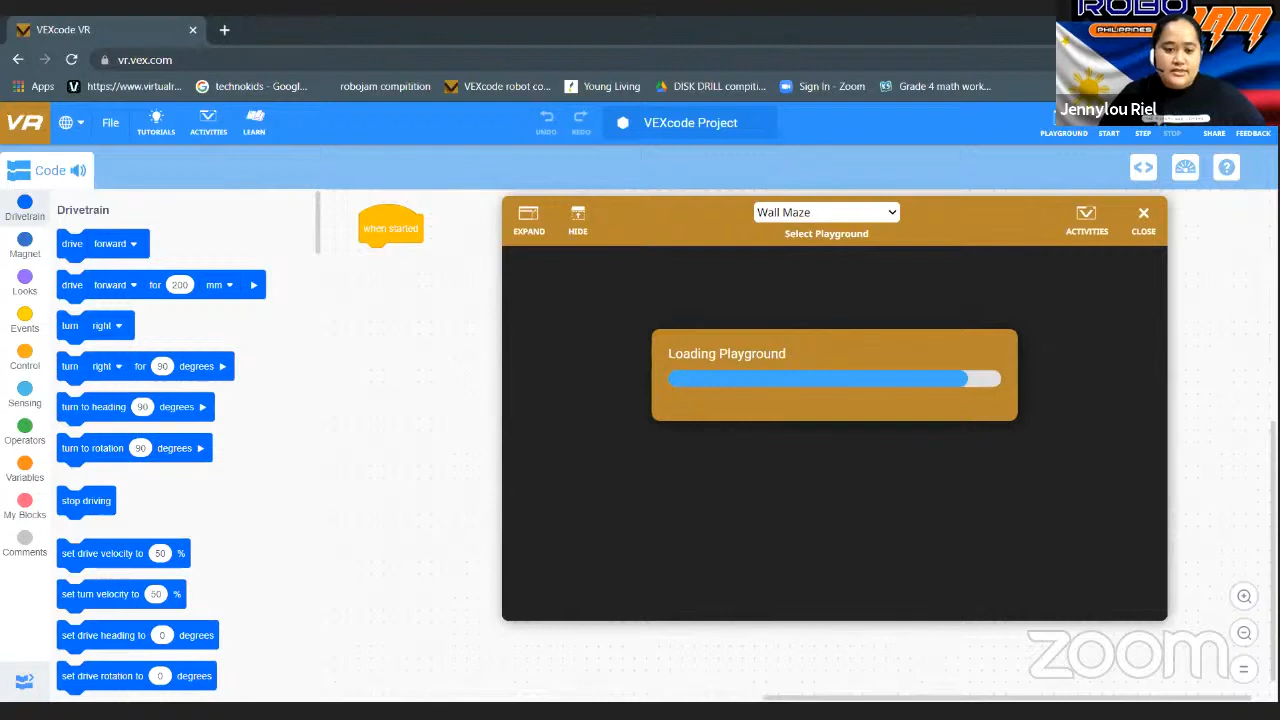 VEXcode VR
vr.vex.com
Apps
https://www.virtualr...
technokids - Googl...
robojam compitition
VEXcode robot co...
Young Living
DISK DRILL compiti...
Sign In - Zoom
Grade 4 math work...
ROBO
JAM
PHILIPPINES
Jennylou Riel
VR
File
TUTORIALS
ACTIVITIES
LEARN
UNDO
REDO
VEXcode Project
PLAYGROUND
START
STEP
STOP
SHARE
FEEDBACK
Code
Drivetrain
Magnet
Looks
Events
Control
Sensing
Operators
Variables
My Blocks
Comments
Drivetrain
drive forward
drive forward for 200 mm
turn right
turn right for 90 degrees
turn to heading 90 degrees
turn to rotation 90 degrees
stop driving
set drive velocity to 50 %
set turn velocity to 50 %
set drive heading to 0 degrees
set drive rotation to 0 degrees
when started
EXPAND
HIDE
Wall Maze
Select Playground
ACTIVITIES
CLOSE
Loading Playground
zoom